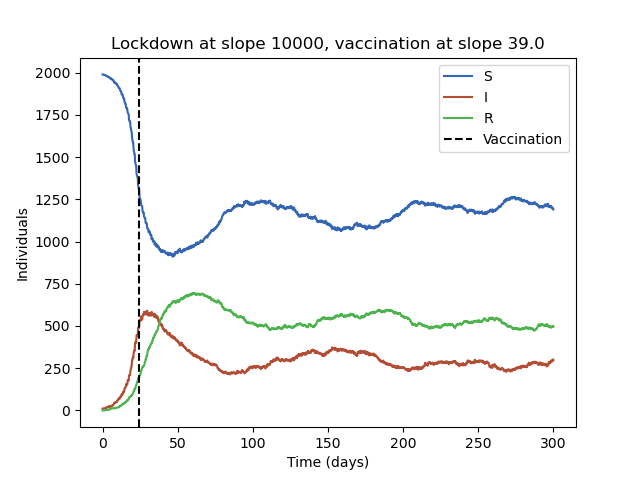 Lockdown at slope 10000, vaccination at slope 39.0
2000
1750
1500
1250
1000
750
500
250
0
Individuals
S
I
R
Vaccination
0 50 100 150 200 250 300
Time (days)